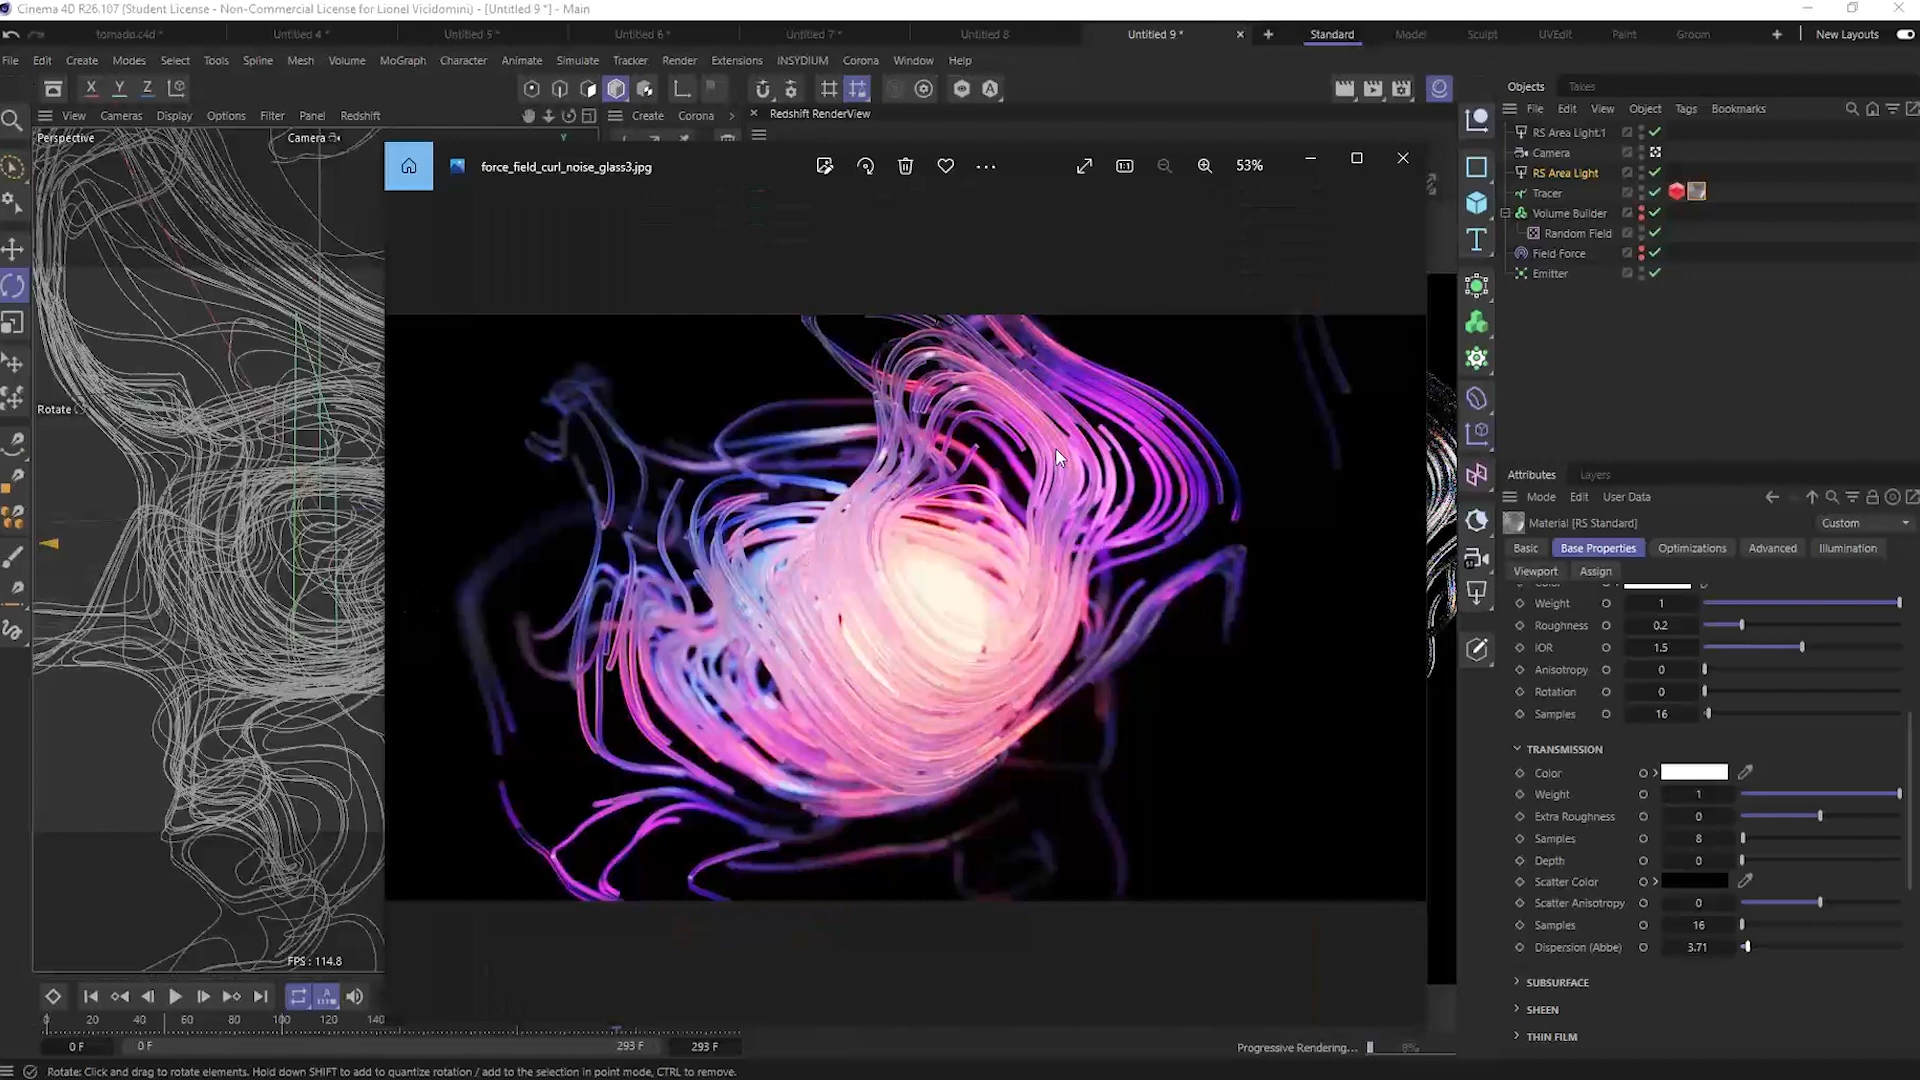 Cinema 4D R26.107 (Student License - Non-Commercial License for Lionel Vicidomini) - [Untitled 9 *] - Main
tornado.c4d * Untitled 4 * Untitled 5 * Untitled 6 * Untitled 7 * Untitled 8 Untitled 9 * Standard Model Sculpt UVEdit Paint Groom New Layouts
File Edit Create Modes Select Tools Spline Mesh Volume MoGraph Character Animate Simulate Tracker Render Extensions INSYDIUM Corona Window Help
X Y Z
Objects Takes
View Cameras Display Options Filter Panel Redshift
Create Corona
Redshift RenderView
File Edit View Object Tags Bookmarks
Perspective
Camera
Y
RS Area Light.1
Camera
RS Area Light
Tracer
Volume Builder
Random Field
Field Force
Emitter
force_field_curl_noise_glass3.jpg
53%
Rotate
FPS : 114.8
Attributes Layers
Mode Edit User Data
Material [RS Standard]
Custom
Basic Base Properties Optimizations Advanced Illumination
Viewport Assign
Weight 1
Roughness 0.2
IOR 1.5
Anisotropy 0
Rotation 0
Samples 16
TRANSMISSION
Color
Weight 1
Extra Roughness 0
Samples 8
Depth 0
Scatter Color
Scatter Anisotropy 0
Samples 16
Dispersion (Abbe) 3.71
SUBSURFACE
SHEEN
THIN FILM
0 20 40 60 80 100 120 140
0 F 0 F 293 F 293 F
Progressive Rendering... 8%
Rotate: Click and drag to rotate elements. Hold down SHIFT to add to quantize rotation / add to the selection in point mode, CTRL to remove.